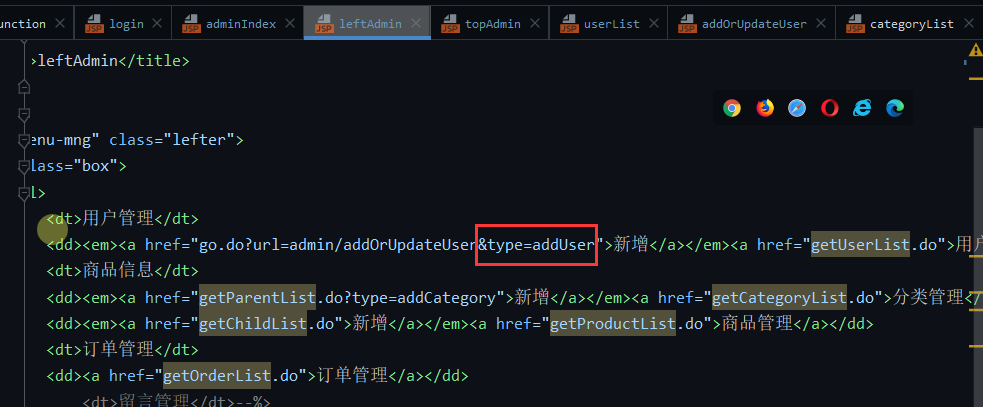 unction login adminIndex leftAdmin topAdmin userList addOrUpdateUser categoryList
>leftAdmin</title>
enu-mng" class="lefter">
lass="box">
l>
<dt>用户管理</dt>
<dd><em><a href="go.do?url=admin/addOrUpdateUser&type=addUser">新增</a></em><a href="getUserList.do">用户
<dt>商品信息</dt>
<dd><em><a href="getParentList.do?type=addCategory">新增</a></em><a href="getCategoryList.do">分类管理</
<dd><em><a href="getChildList.do">新增</a></em><a href="getProductList.do">商品管理</a></dd>
<dt>订单管理</dt>
<dd><a href="getOrderList.do">订单管理</a></dd>
<dt>留言管理</dt>--%>